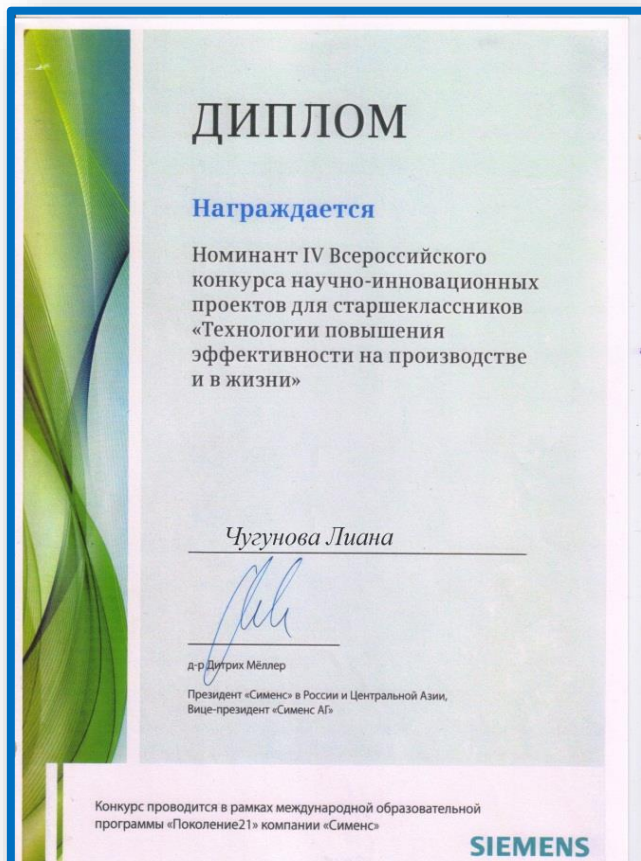 ДИПЛОМ
Награждается
Номинант IV Всероссийского
конкурса научно-инновационных
проектов для старшеклассников
«Технологии повышения
эффективности на производстве
и в жизни»
Чугунова Лиана
д-р Дитрих Мёллер
Президент «Сименс» в России и Центральной Азии,
Вице-президент «Сименс АГ»
Конкурс проводится в рамках международной образовательной
программы «Поколение21» компании «Сименс»
SIEMENS